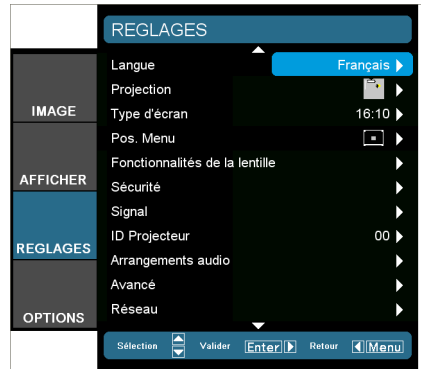 REGLAGES
IMAGE
AFFICHER
REGLAGES
OPTIONS
Langue Français
Projection
Type d'écran 16:10
Pos. Menu
Fonctionnalités de la lentille
Sécurité
Signal
ID Projecteur 00
Arrangements audio
Avancé
Réseau
Sélection Valider Enter Retour Menu